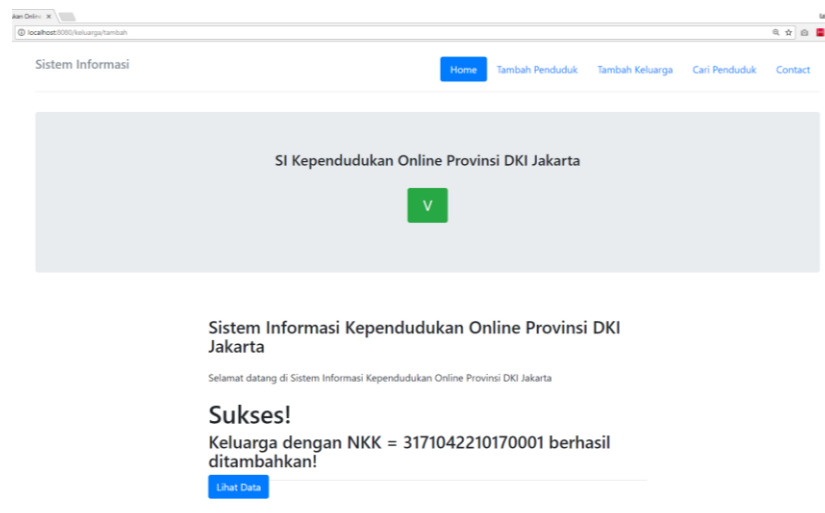 localhost:8080/keluarga/tambah
Sistem Informasi
Home Tambah Penduduk Tambah Keluarga Cari Penduduk Contact
SI Kependudukan Online Provinsi DKI Jakarta
V
Sistem Informasi Kependudukan Online Provinsi DKI
Jakarta
Selamat datang di Sistem Informasi Kependudukan Online Provinsi DKI Jakarta
Sukses!
Keluarga dengan NKK = 3171042210170001 berhasil
ditambahkan!
Lihat Data